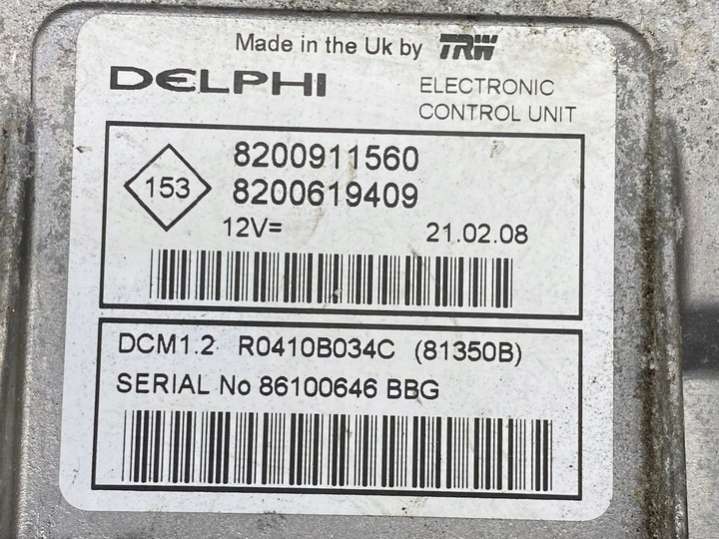 Made in the Uk by TRW
DELPHI
ELECTRONIC
CONTROL UNIT
8200911560
153
8200619409
12V=
21.02.08
DCM1.2 R0410B034C (81350B)
SERIAL No 86100646 BBG